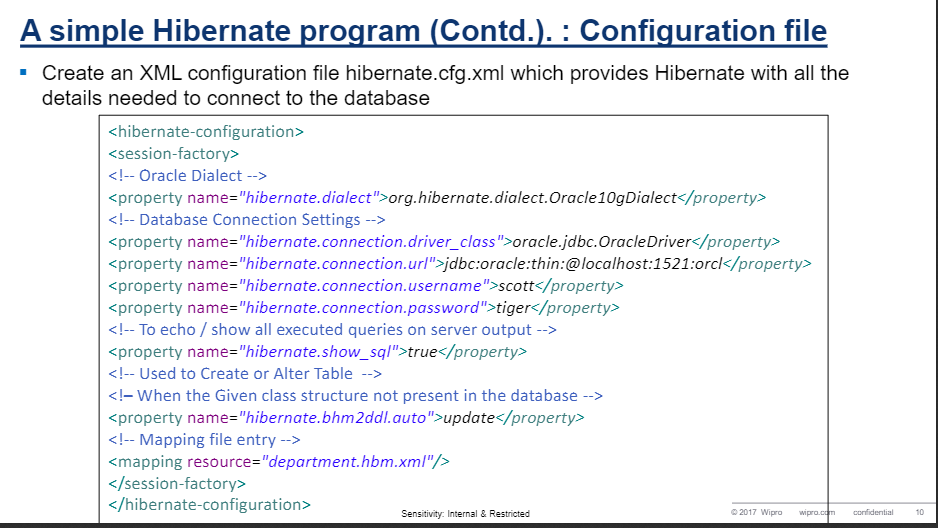 A simple Hibernate program (Contd.). : Configuration file
Create an XML configuration file hibernate.cfg.xml which provides Hibernate with all the
details needed to connect to the database
<hibernate-configuration>
<session-factory>
<!-- Oracle Dialect -->
<property name="hibernate.dialect">org.hibernate.dialect.Oracle10gDialect</property>
<!-- Database Connection Settings -->
<property name="hibernate.connection.driver_class">oracle.jdbc.OracleDriver</property>
<property name="hibernate.connection.url">jdbc:oracle:thin:@localhost:1521:orcl</property>
<property name="hibernate.connection.username">scott</property>
<property name="hibernate.connection.password">tiger</property>
<!-- To echo / show all executed queries on server output -->
<property name="hibernate.show_sql">true</property>
<!-- Used to Create or Alter Table -->
<!– When the Given class structure not present in the database -->
<property name="hibernate.bhm2ddl.auto">update</property>
<!-- Mapping file entry -->
<mapping resource="department.hbm.xml"/>
</session-factory>
</hibernate-configuration>
Sensitivity: Internal & Restricted
© 2017 Wipro wipro.com confidential 10